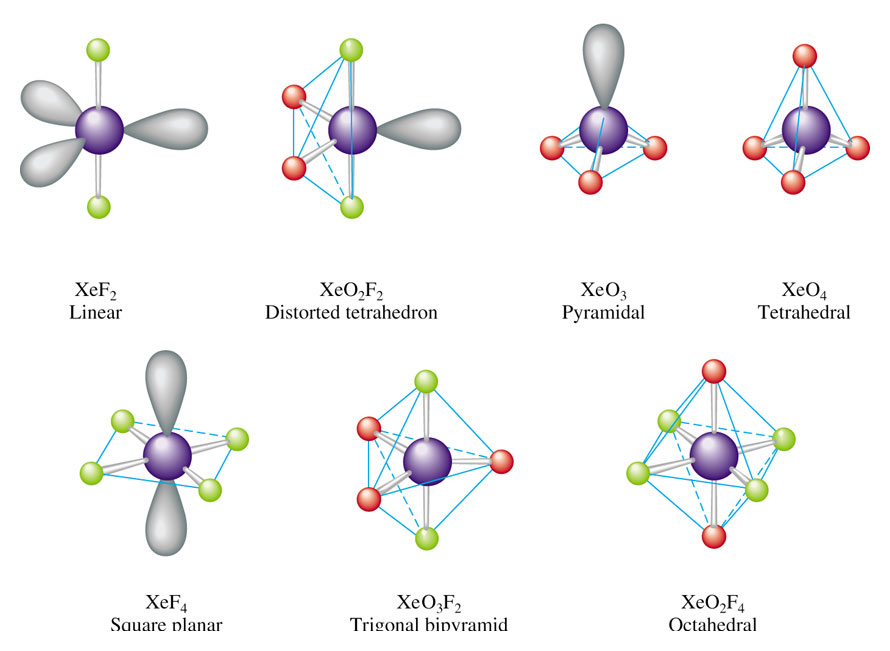 XeF₂
Linear
XeO₂F₂
Distorted tetrahedron
XeO₃
Pyramidal
XeO₄
Tetrahedral
XeF₄
Square planar
XeO₃F₂
Trigonal bipyramid
XeO₂F₄
Octahedral